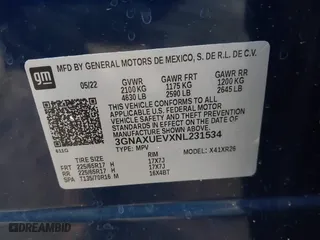 MFD BY GENERAL MOTORS DE MEXICO, S. DE R.L. DE C.V.
gm
05/22 GVWR GAWR FRT GAWR RR
2100 KG 1175 KG 1200 KG
4630 LB 2590 LB 2645 LB
THIS VEHICLE CONFORMS TO ALL
APPLICABLE U.S. FEDERAL MOTOR
VEHICLE SAFETY, BUMPER, AND THEFT
PREVENTION STANDARDS IN EFFECT ON
THE DATE OF MANUFACTURE SHOWN ABOVE.
3GNAXUEVXNL231534
TYPE: MPV MODEL: X41XR26
TIRE SIZE RIM
FRT 225/65R17 H 17X7J
RR 225/65R17 H 17X7J
SPA T135/70R16 M 16X4BT
© DEALERSHIP